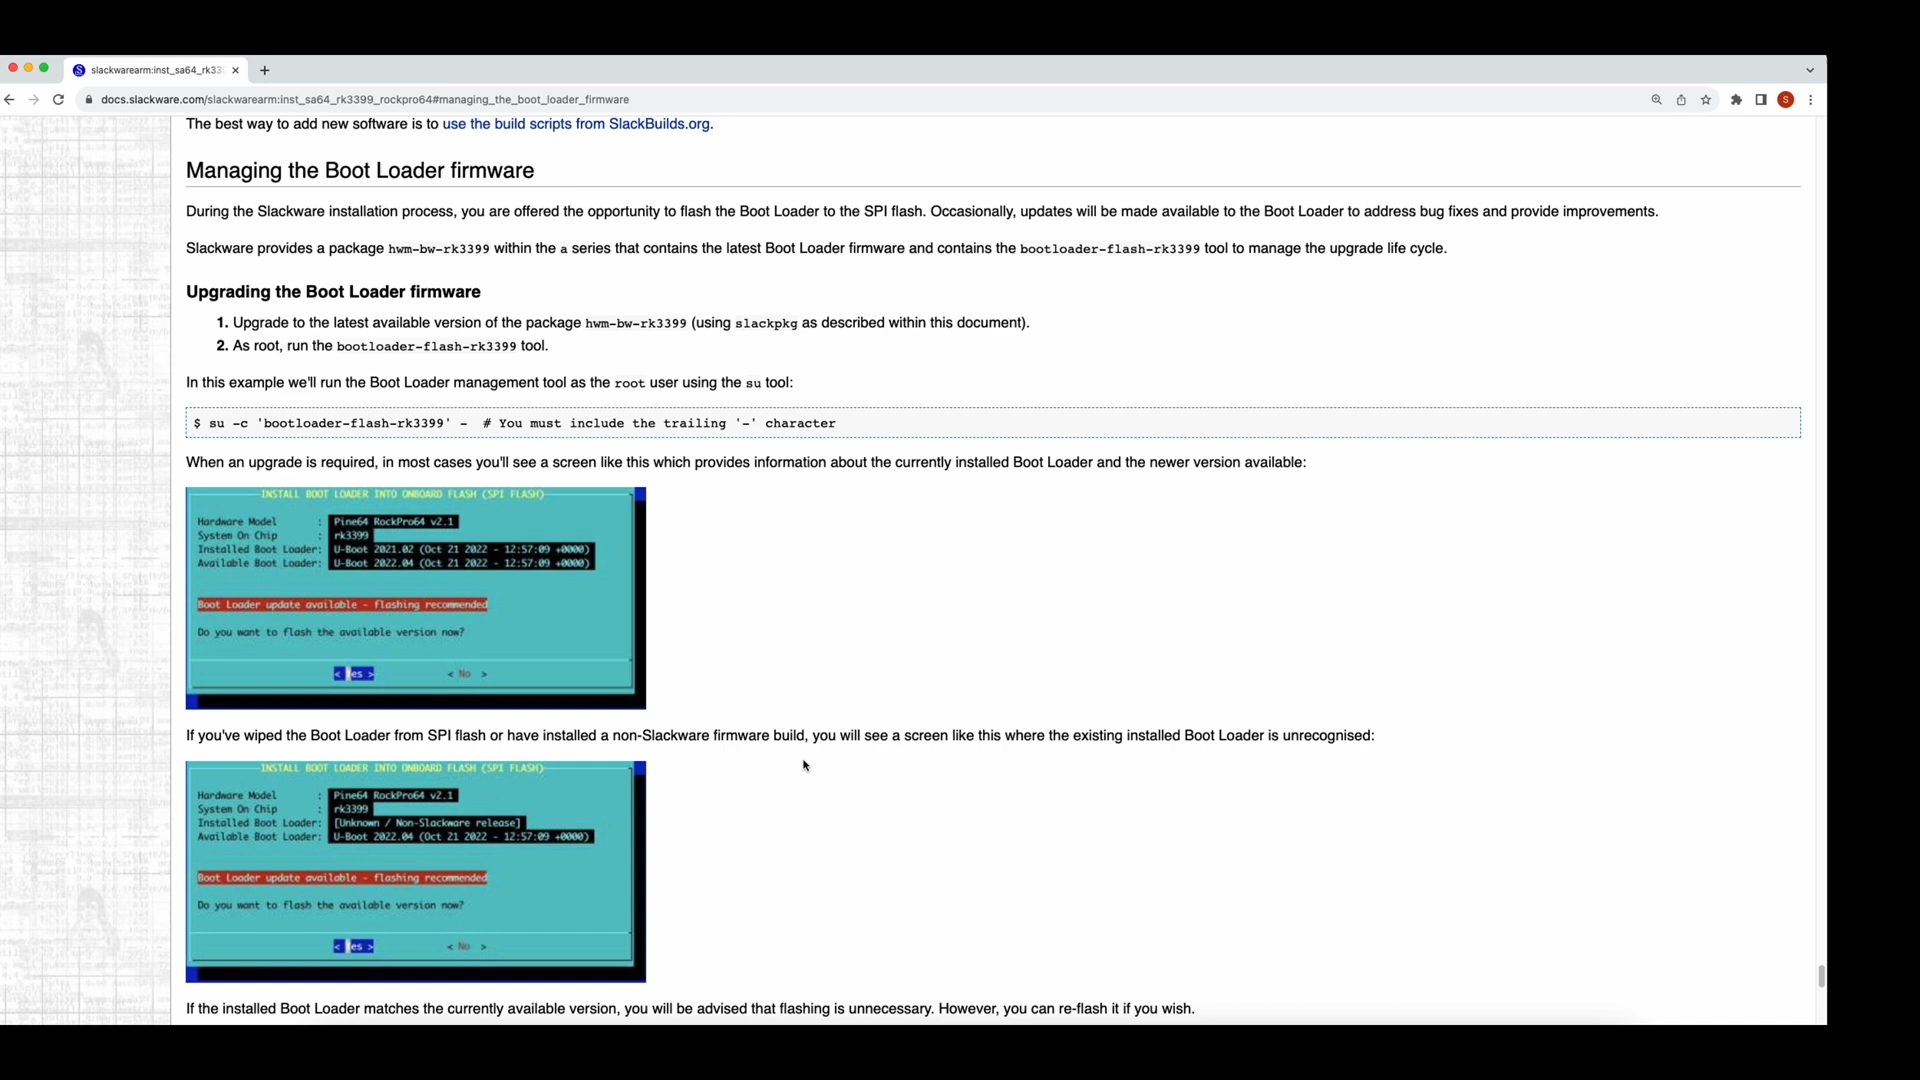 slackwarearm:inst_sa64_rk33
docs.slackware.com/slackwarearm:inst_sa64_rk3399_rockpro64#managing_the_boot_loader_firmware
S
The best way to add new software is to use the build scripts from SlackBuilds.org.
Managing the Boot Loader firmware
During the Slackware installation process, you are offered the opportunity to flash the Boot Loader to the SPI flash. Occasionally, updates will be made available to the Boot Loader to address bug fixes and provide improvements.
Slackware provides a package hwm-bw-rk3399 within the a series that contains the latest Boot Loader firmware and contains the bootloader-flash-rk3399 tool to manage the upgrade life cycle.
Upgrading the Boot Loader firmware
1. Upgrade to the latest available version of the package hwm-bw-rk3399 (using slackpkg as described within this document).
2. As root, run the bootloader-flash-rk3399 tool.
In this example we'll run the Boot Loader management tool as the root user using the su tool:
$ su -c 'bootloader-flash-rk3399' - # You must include the trailing '-' character
When an upgrade is required, in most cases you'll see a screen like this which provides information about the currently installed Boot Loader and the newer version available:
INSTALL BOOT LOADER INTO ONBOARD FLASH (SPI FLASH)
Hardware Model : Pine64 RockPro64 v2.1
System On Chip : rk3399
Installed Boot Loader: U-Boot 2021.02 (Oct 21 2022 - 12:57:09 +0000)
Available Boot Loader: U-Boot 2022.04 (Oct 21 2022 - 12:57:09 +0000)
Boot Loader update available - flashing recommended
Do you want to flash the available version now?
< Yes > < No >
If you've wiped the Boot Loader from SPI flash or have installed a non-Slackware firmware build, you will see a screen like this where the existing installed Boot Loader is unrecognised:
INSTALL BOOT LOADER INTO ONBOARD FLASH (SPI FLASH)
Hardware Model : Pine64 RockPro64 v2.1
System On Chip : rk3399
Installed Boot Loader: [Unknown / Non-Slackware release]
Available Boot Loader: U-Boot 2022.04 (Oct 21 2022 - 12:57:09 +0000)
Boot Loader update available - flashing recommended
Do you want to flash the available version now?
< Yes > < No >
If the installed Boot Loader matches the currently available version, you will be advised that flashing is unnecessary. However, you can re-flash it if you wish.